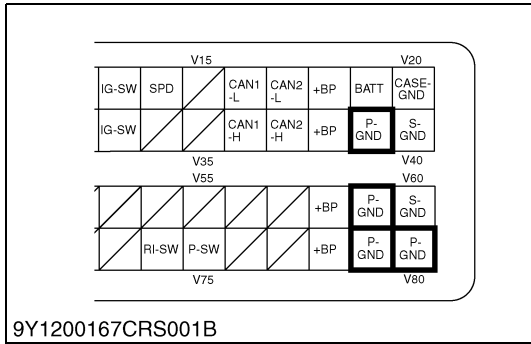 V15 V20
IG-SW SPD CAN1 -L CAN2 -L +BP BATT CASE- GND
IG-SW CAN1 -H CAN2 -H +BP P- GND S- GND
V35 V40
V55 V60
+BP P- GND S- GND
RI-SW P-SW +BP P- GND P- GND
V75 V80
9Y1200167CRS001B